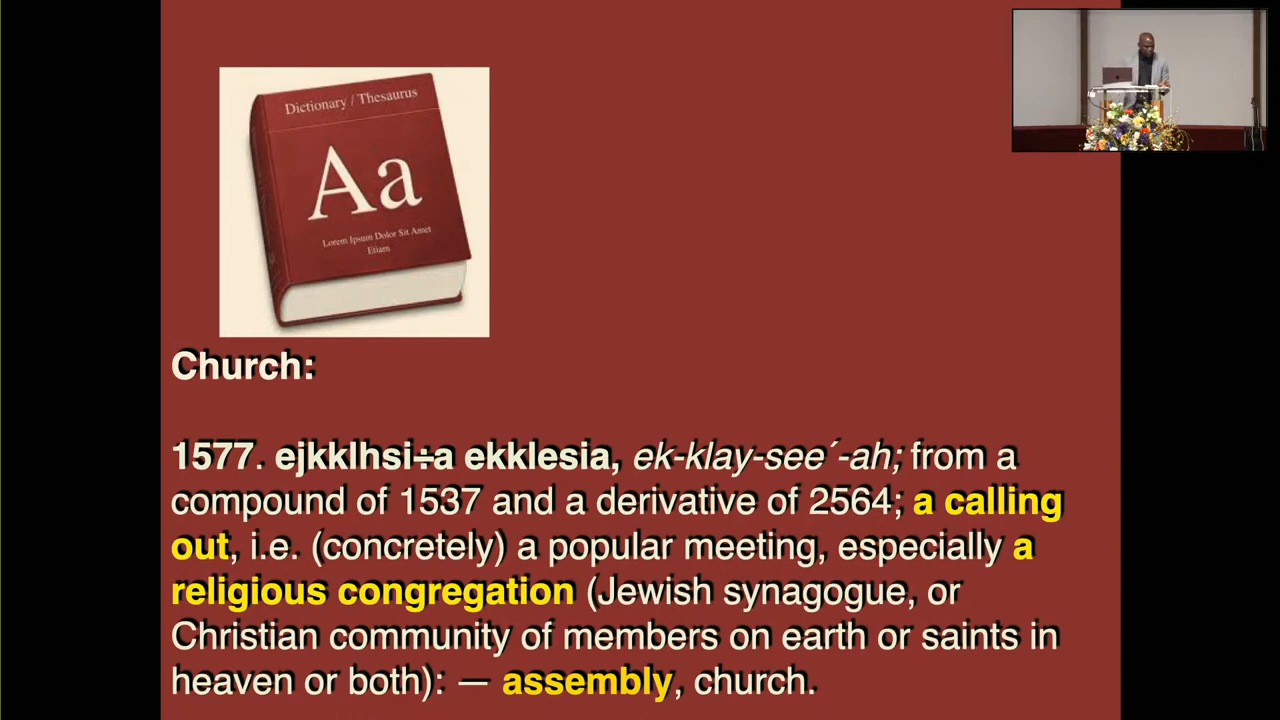 Dictionary / Thesaurus
Aa
Lorem Ipsum Dolor Sit Amet
Etiam
Church:
1577. ejkklhsi÷a ekklesia, ek-klay-see´-ah; from a
compound of 1537 and a derivative of 2564; a calling
out, i.e. (concretely) a popular meeting, especially a
religious congregation (Jewish synagogue, or
Christian community of members on earth or saints in
heaven or both): — assembly, church.